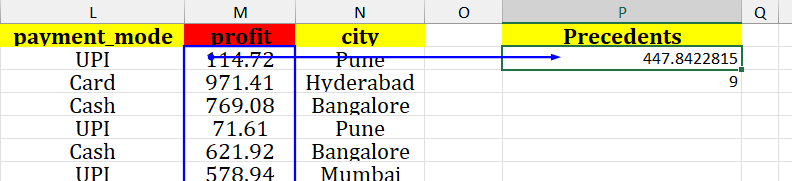 L M N O P Q
payment_mode profit city Precedents
UPI 114.72 Pune 447.8422815
Card 971.41 Hyderabad 9
Cash 769.08 Bangalore
UPI 71.61 Pune
Cash 621.92 Bangalore
UPI 578.94 Mumbai